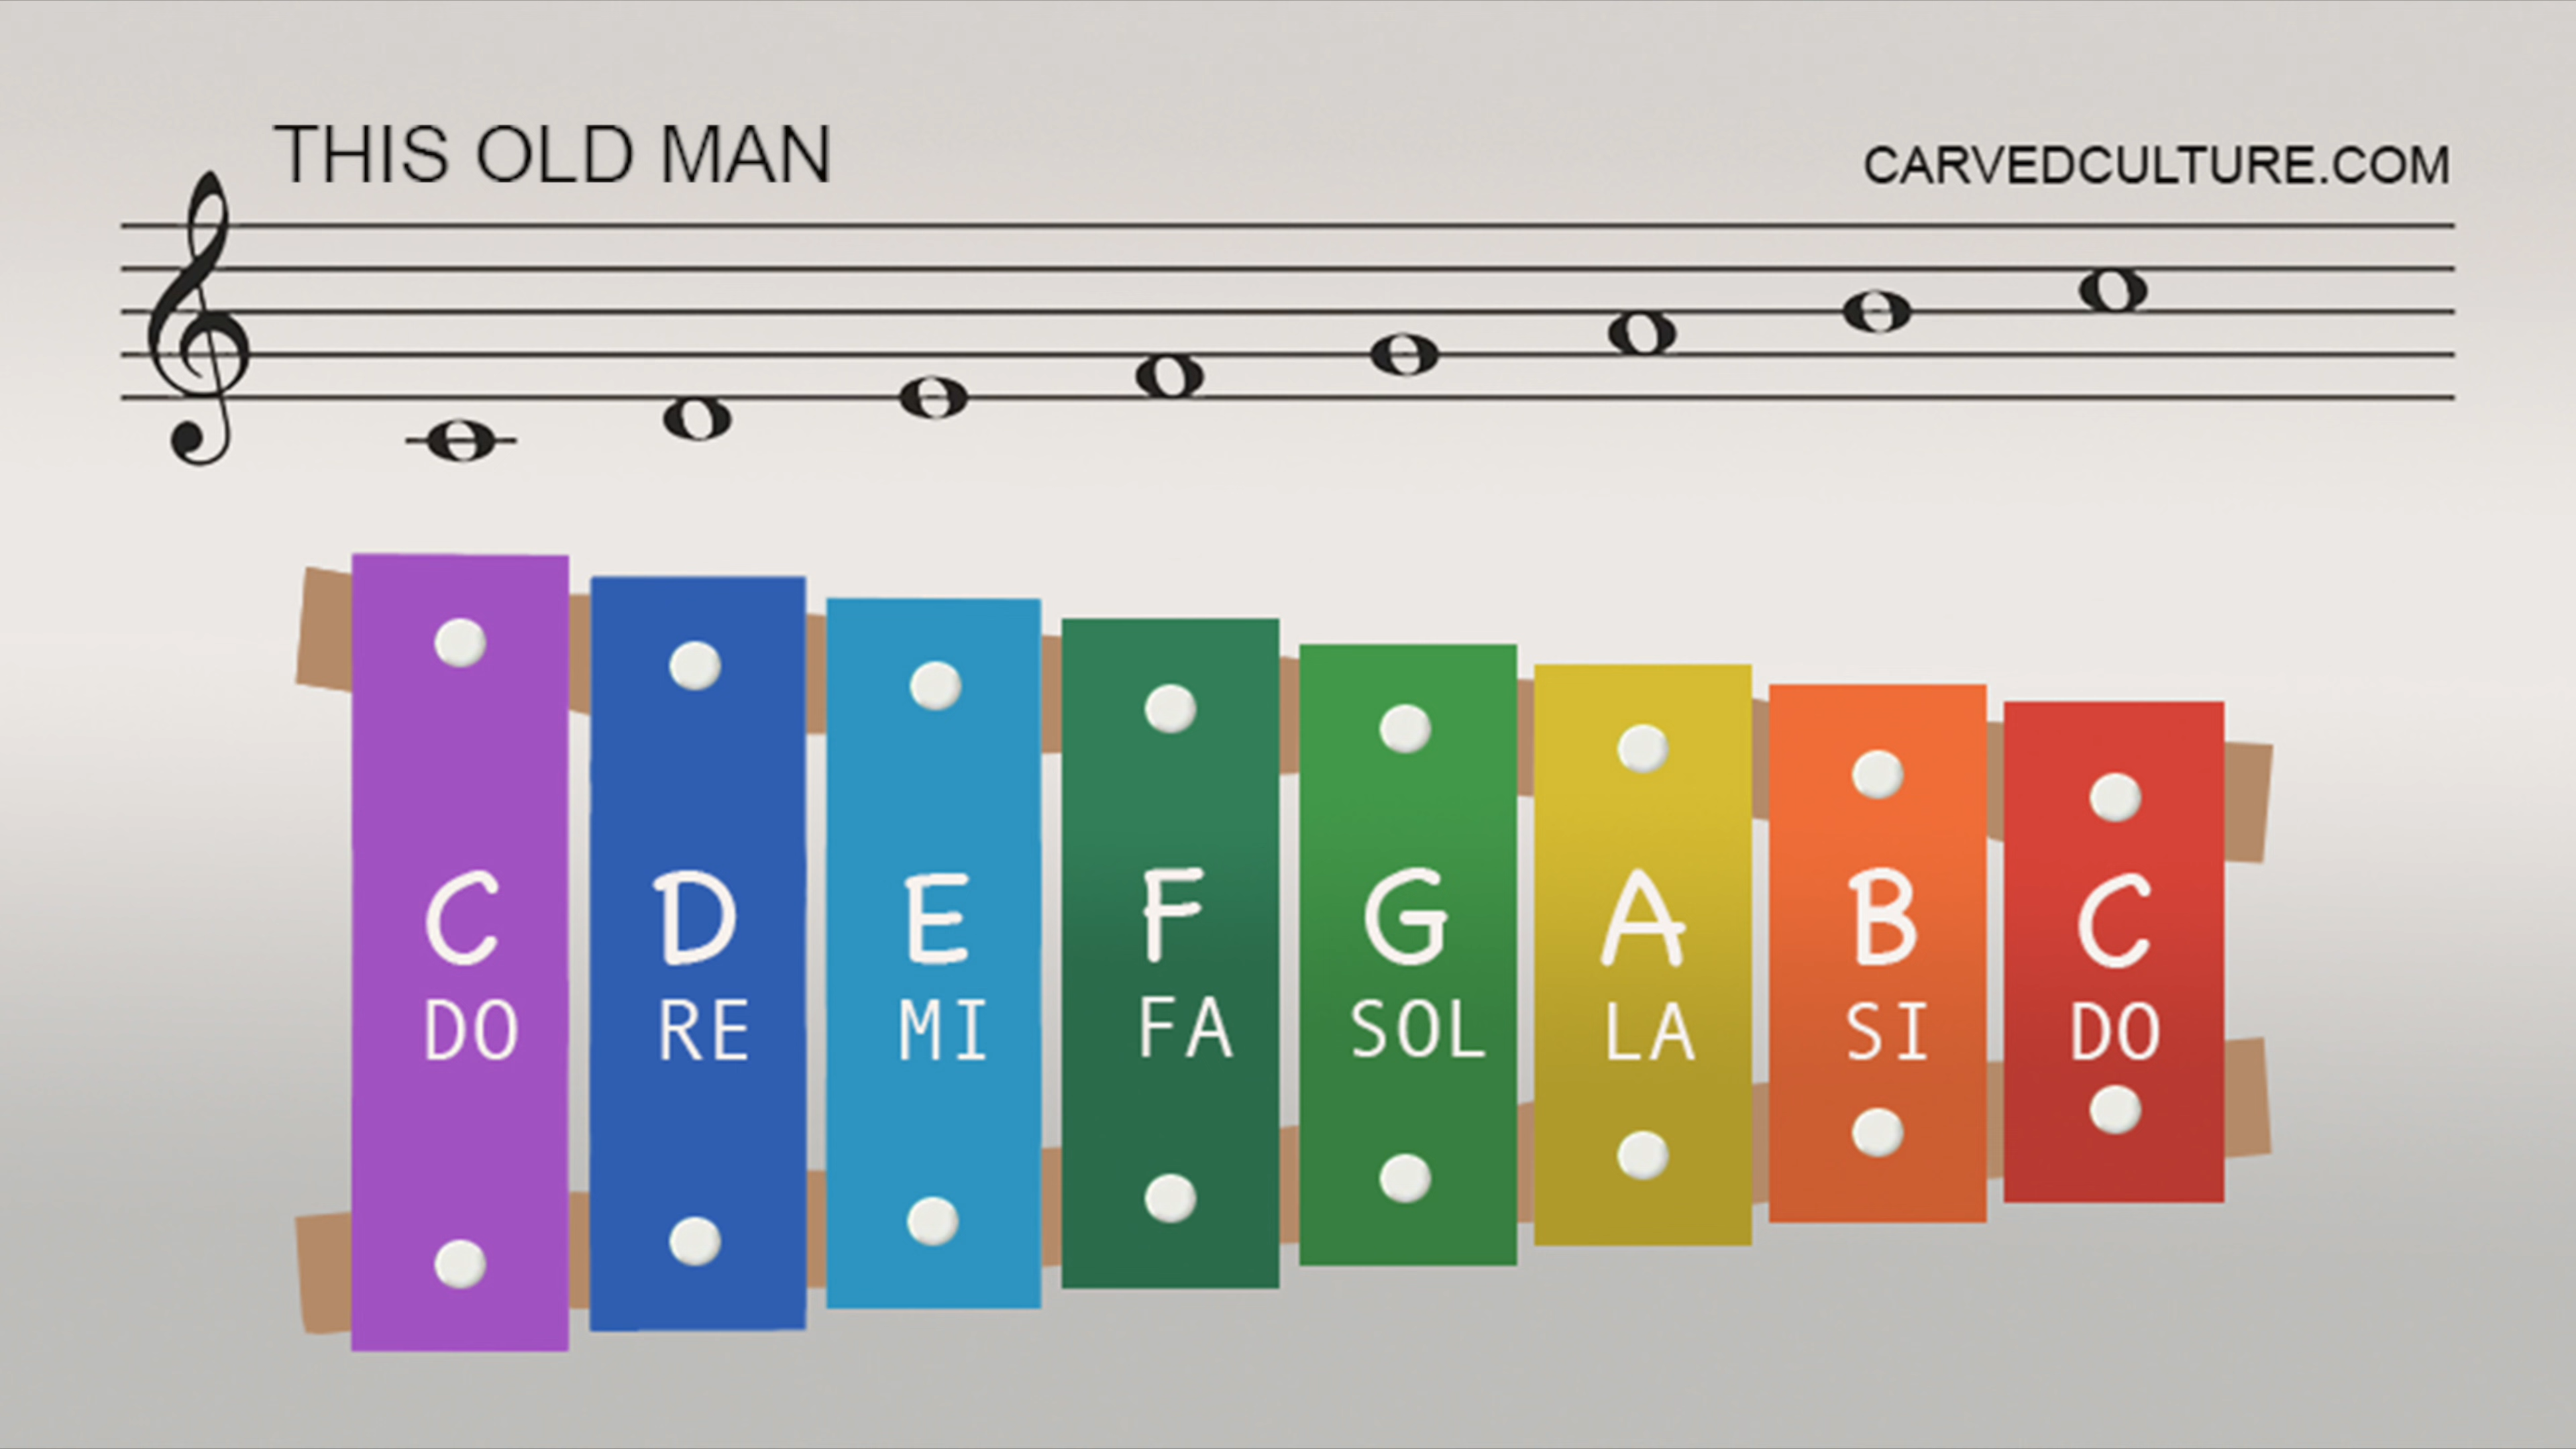 THIS OLD MAN
CARVEDCULTURE.COM
C D E F G A B C
DO RE MI FA SOL LA SI DO